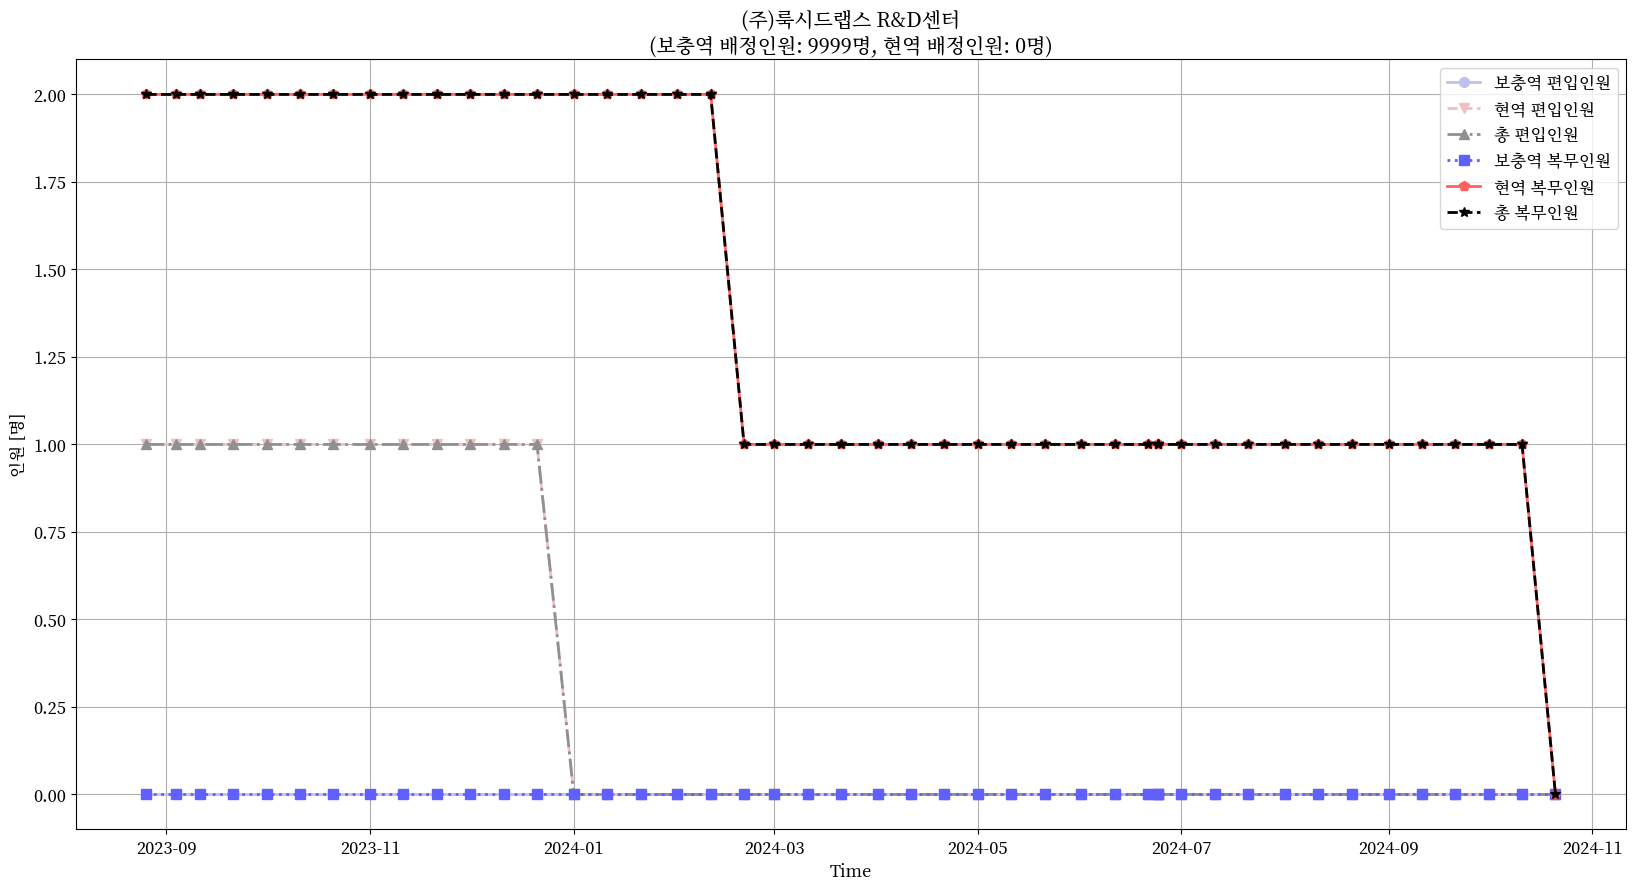 (주)룩시드랩스 R&D센터
(보충역 배정인원: 9999명, 현역 배정인원: 0명)
보충역 편입인원
현역 편입인원
총 편입인원
보충역 복무인원
현역 복무인원
총 복무인원
2.00
1.75
1.50
1.25
1.00
0.75
0.50
0.25
0.00
인원 [명]
2023-09
2023-11
2024-01
2024-03
2024-05
2024-07
2024-09
2024-11
Time